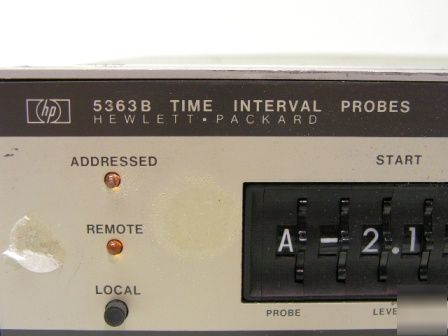 hp 5363B TIME INTERVAL PROBES
HEWLETT • PACKARD
ADDRESSED
START
REMOTE
A - 2.1
LOCAL
PROBE